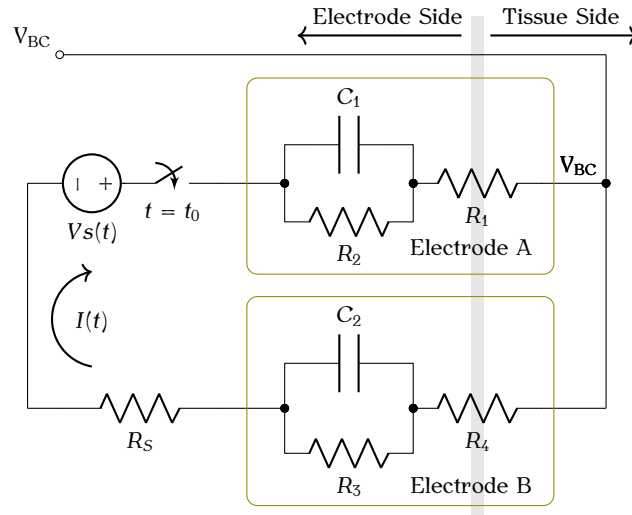 Electrode Side
Tissue Side
V_BC
C_1
V_BC
− +
Vs(t)
t = t_0
R_1
R_2
Electrode A
I(t)
C_2
R_S
R_3
R_4
Electrode B